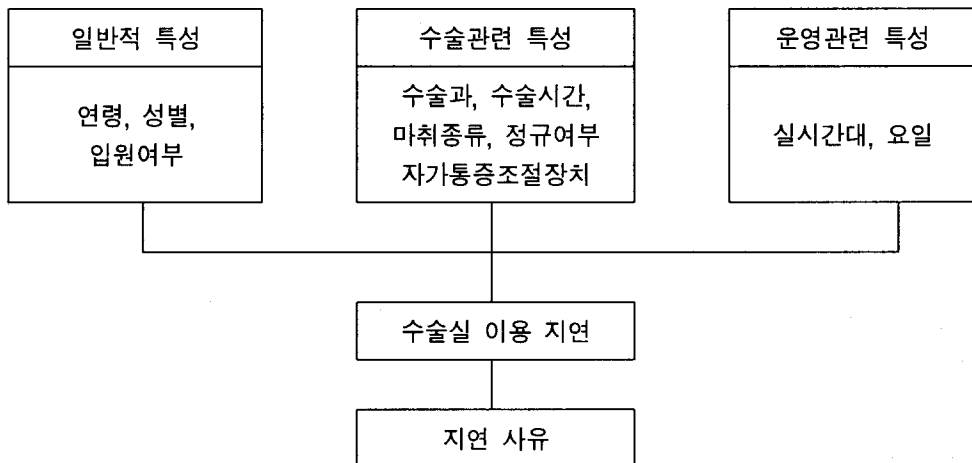 일반적 특성
연령, 성별,
입원여부
수술관련 특성
수술과, 수술시간,
마취종류, 정규여부
자가통증조절장치
운영관련 특성
실시간대, 요일
수술실 이용 지연
지연 사유